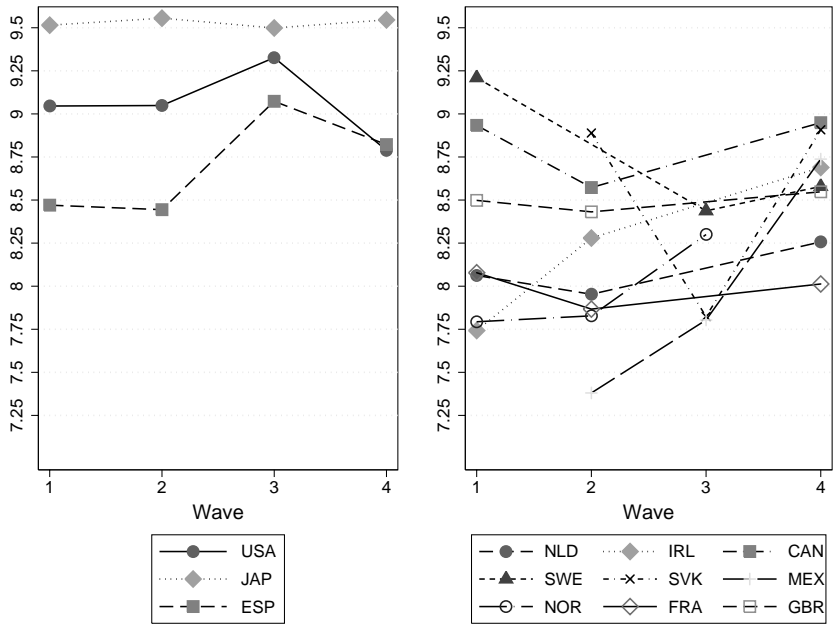 9.5
9.25
9
8.75
8.5
8.25
8
7.75
7.5
7.25
1 2 3 4
Wave
USA
JAP
ESP
9.5
9.25
9
8.75
8.5
8.25
8
7.75
7.5
7.25
1 2 3 4
Wave
NLD IRL CAN
SWE SVK MEX
NOR FRA GBR